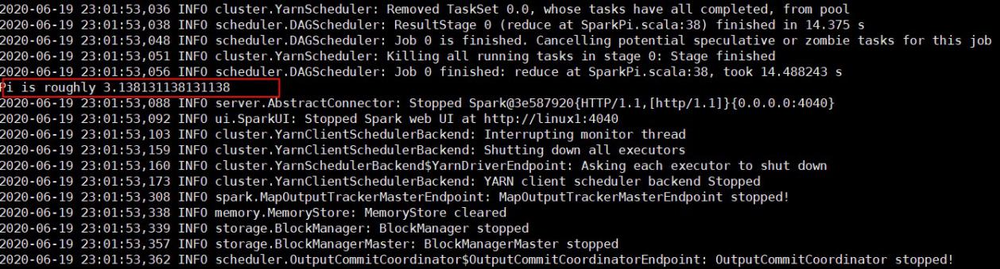 2020-06-19 23:01:53,036 INFO cluster.YarnScheduler: Removed TaskSet 0.0, whose tasks have all completed, from pool
2020-06-19 23:01:53,038 INFO scheduler.DAGScheduler: ResultStage 0 (reduce at SparkPi.scala:38) finished in 14.375 s
2020-06-19 23:01:53,048 INFO scheduler.DAGScheduler: Job 0 is finished. Cancelling potential speculative or zombie tasks for this job
2020-06-19 23:01:53,051 INFO cluster.YarnScheduler: Killing all running tasks in stage 0: Stage finished
2020-06-19 23:01:53,056 INFO scheduler.DAGScheduler: Job 0 finished: reduce at SparkPi.scala:38, took 14.488243 s
Pi is roughly 3.138131138131138
2020-06-19 23:01:53,088 INFO server.AbstractConnector: Stopped Spark@3e587920{HTTP/1.1,[http/1.1]}{0.0.0.0:4040}
2020-06-19 23:01:53,092 INFO ui.SparkUI: Stopped Spark web UI at http://linux1:4040
2020-06-19 23:01:53,103 INFO cluster.YarnClientSchedulerBackend: Interrupting monitor thread
2020-06-19 23:01:53,159 INFO cluster.YarnClientSchedulerBackend: Shutting down all executors
2020-06-19 23:01:53,160 INFO cluster.YarnSchedulerBackend$YarnDriverEndpoint: Asking each executor to shut down
2020-06-19 23:01:53,173 INFO cluster.YarnClientSchedulerBackend: YARN client scheduler backend Stopped
2020-06-19 23:01:53,308 INFO spark.MapOutputTrackerMasterEndpoint: MapOutputTrackerMasterEndpoint stopped!
2020-06-19 23:01:53,338 INFO memory.MemoryStore: MemoryStore cleared
2020-06-19 23:01:53,339 INFO storage.BlockManager: BlockManager stopped
2020-06-19 23:01:53,357 INFO storage.BlockManagerMaster: BlockManagerMaster stopped
2020-06-19 23:01:53,362 INFO scheduler.OutputCommitCoordinator$OutputCommitCoordinatorEndpoint: OutputCommitCoordinator stopped!